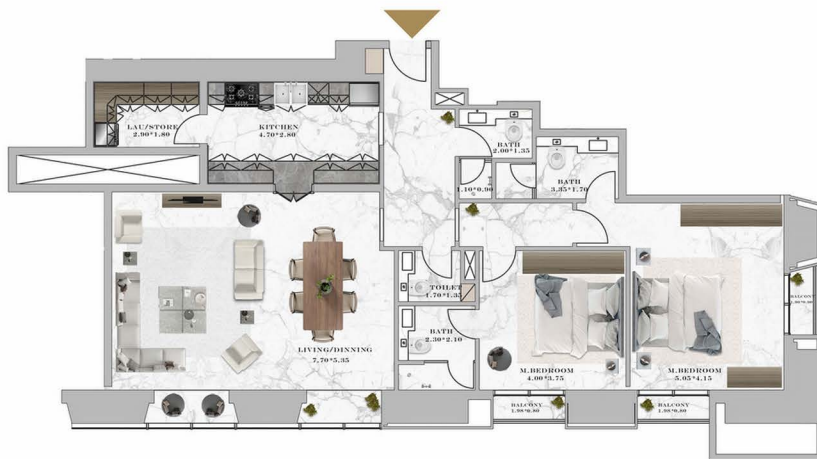 LAU/STORE
2.90*1.80
KITCHEN
4.70*2.80
BATH
2.00*1.35
1.10*0.90
BATH
3.35*1.70
TOILET
1.70*1.35
BATH
2.30*2.10
LIVING/DINNING
7.70*5.35
M.BEDROOM
4.00*3.75
M.BEDROOM
5.05*4.15
BALCONY
BALCONY
1.90*0.80
BALCONY
1.90*0.80